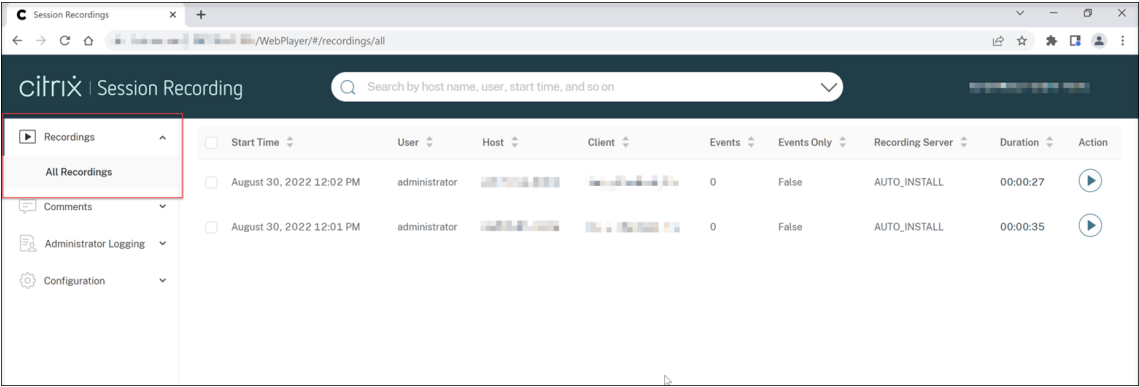 Session Recordings
/WebPlayer/#/recordings/all
citrix | Session Recording
Search by host name, user, start time, and so on
Recordings
All Recordings
Comments
Administrator Logging
Configuration
Start Time User Host Client Events Events Only Recording Server Duration Action
August 30, 2022 12:02 PM administrator 0 False AUTO_INSTALL 00:00:27
August 30, 2022 12:01 PM administrator 0 False AUTO_INSTALL 00:00:35